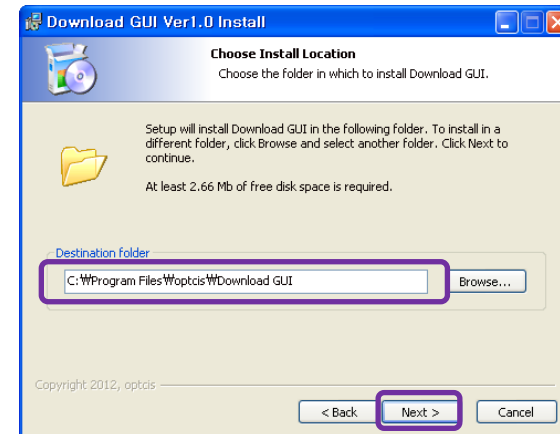 Download GUI Ver1.0 Install
Choose Install Location
Choose the folder in which to install Download GUI.
Setup will install Download GUI in the following folder. To install in a
different folder, click Browse and select another folder. Click Next to
continue.
At least 2.66 Mb of free disk space is required.
Destination folder
C:₩Program Files₩optcis₩Download GUI
Browse...
Copyright 2012, optcis
< Back
Next >
Cancel